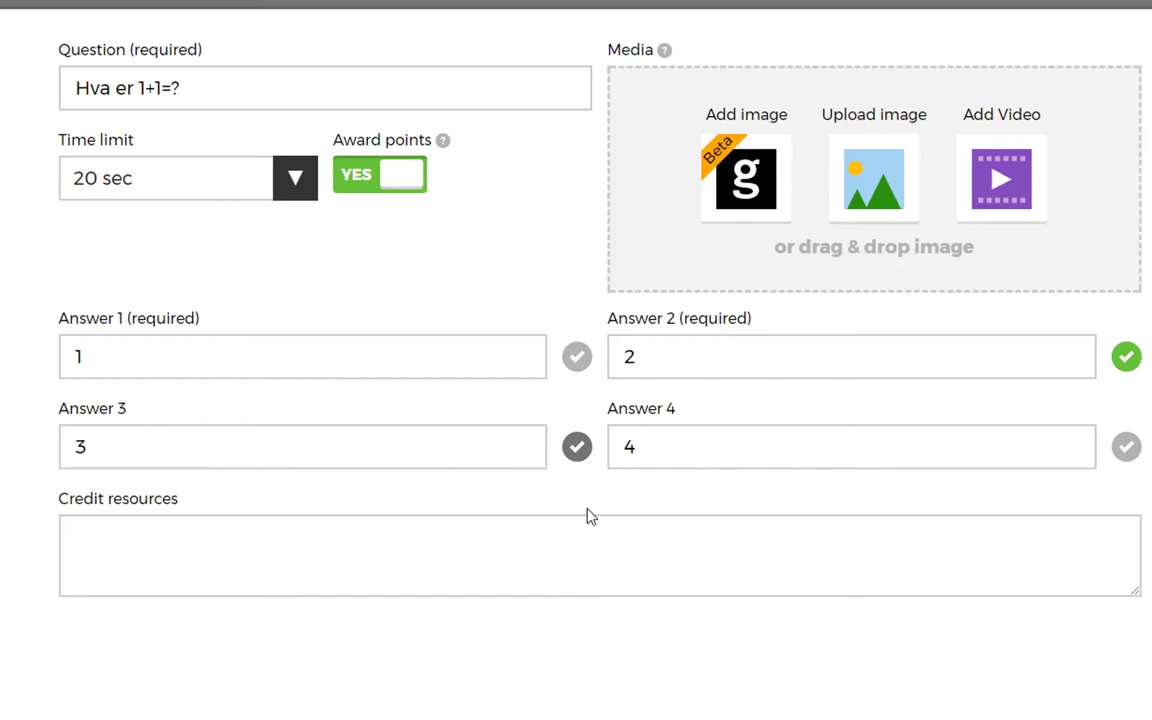 Question (required)
Media ?
Hva er 1+1=?
Add image
Upload image
Add Video
Beta
g
or drag & drop image
Time limit
Award points ?
20 sec
YES
Answer 1 (required)
Answer 2 (required)
1
2
Answer 3
Answer 4
3
4
Credit resources